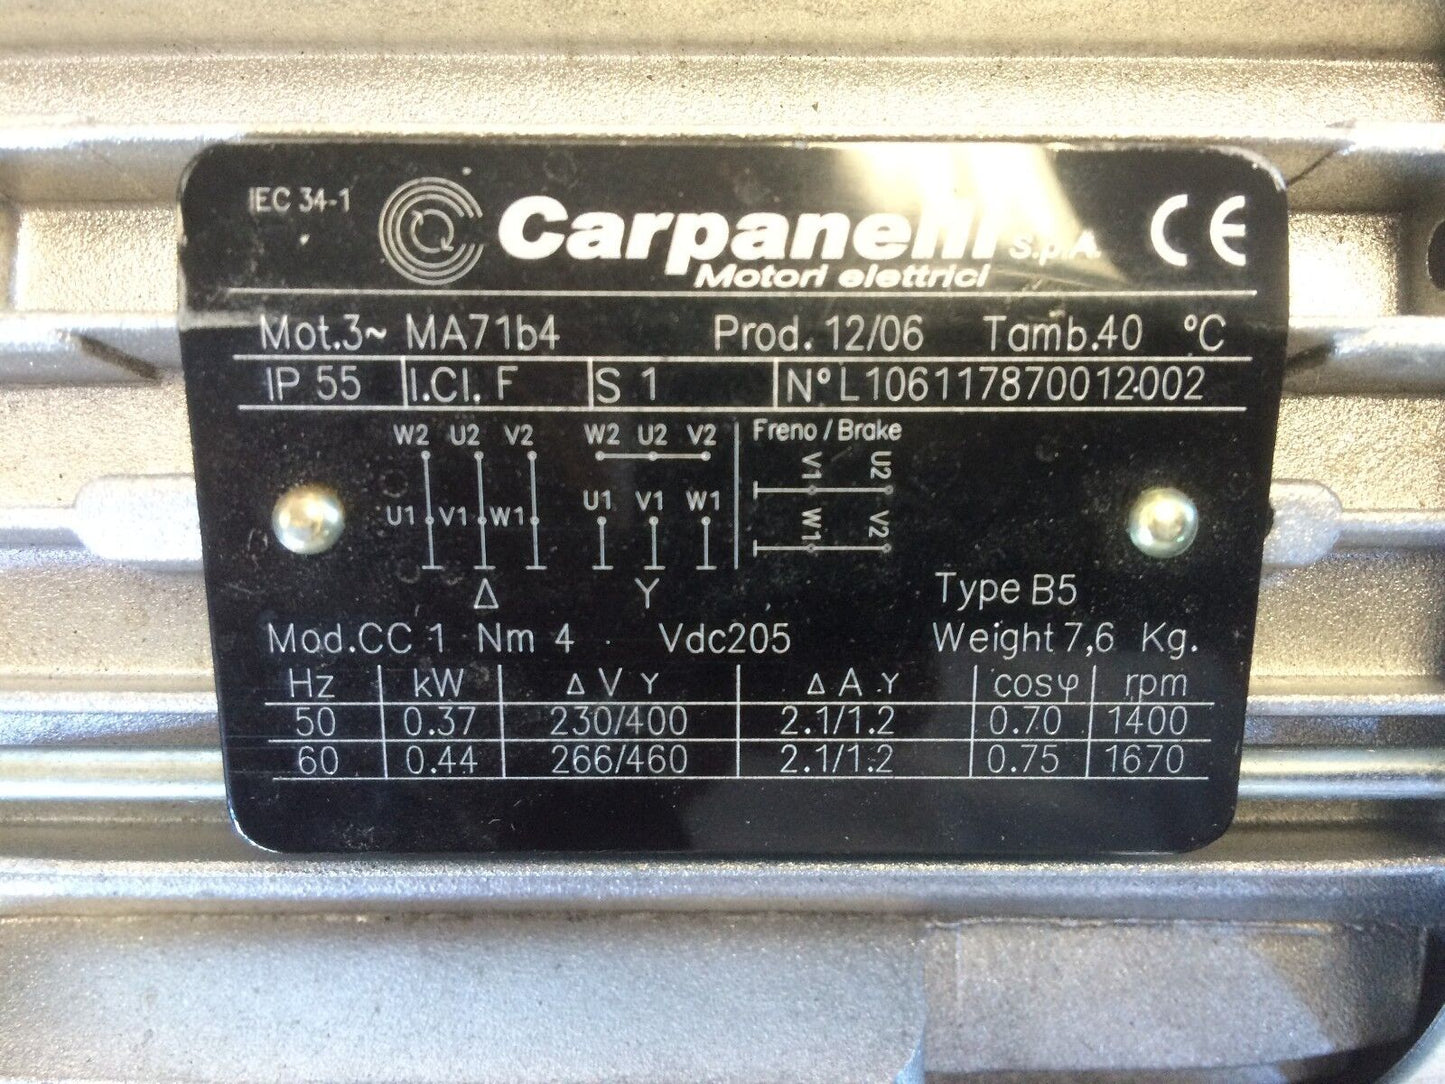 IEC 34-1
Carpanelli S.p.A. CE
Motori elettrici
Mot.3~ MA71b4 Prod. 12/06 Tamb.40 °C
IP 55 I.Cl. F S 1 N° L106117870012002
W2 U2 V2 W2 U2 V2 Freno / Brake
V1 U2
U1 V1 W1 U1 V1 W1
W1 V2
Δ Y
Type B5
Mod.CC 1 Nm 4 Vdc205 Weight 7,6 Kg.
Hz kW Δ V Y Δ A Y cosφ rpm
50 0.37 230/400 2.1/1.2 0.70 1400
60 0.44 266/460 2.1/1.2 0.75 1670